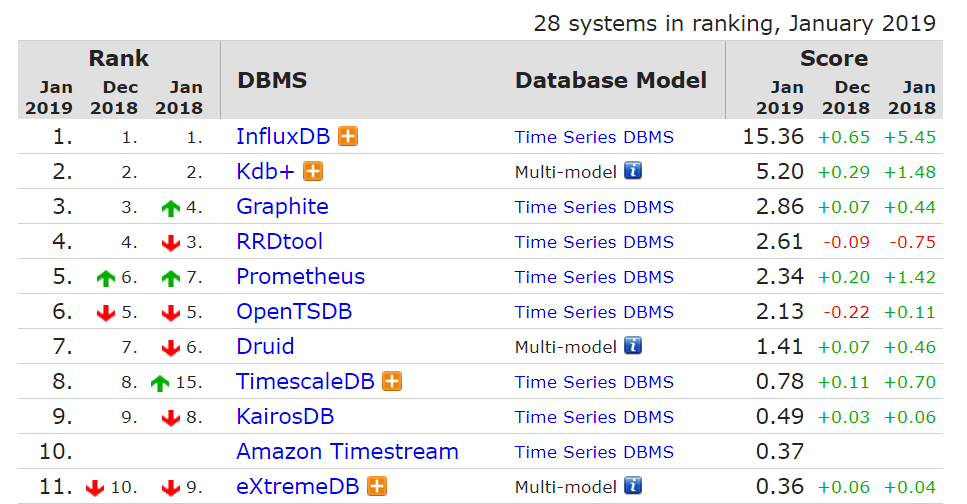 28 systems in ranking, January 2019
Rank DBMS Database Model Score
Jan 2019 Dec 2018 Jan 2018 Jan 2019 Dec 2018 Jan 2018
1. 1. 1. InfluxDB Time Series DBMS 15.36 +0.65 +5.45
2. 2. 2. Kdb+ Multi-model 5.20 +0.29 +1.48
3. 3. 4. Graphite Time Series DBMS 2.86 +0.07 +0.44
4. 4. 3. RRDtool Time Series DBMS 2.61 -0.09 -0.75
5. 6. 7. Prometheus Time Series DBMS 2.34 +0.20 +1.42
6. 5. 5. OpenTSDB Time Series DBMS 2.13 -0.22 +0.11
7. 7. 6. Druid Multi-model 1.41 +0.07 +0.46
8. 8. 15. TimescaleDB Time Series DBMS 0.78 +0.11 +0.70
9. 9. 8. KairosDB Time Series DBMS 0.49 +0.03 +0.06
10. Amazon Timestream Time Series DBMS 0.37
11. 10. 9. eXtremeDB Multi-model 0.36 +0.06 +0.04